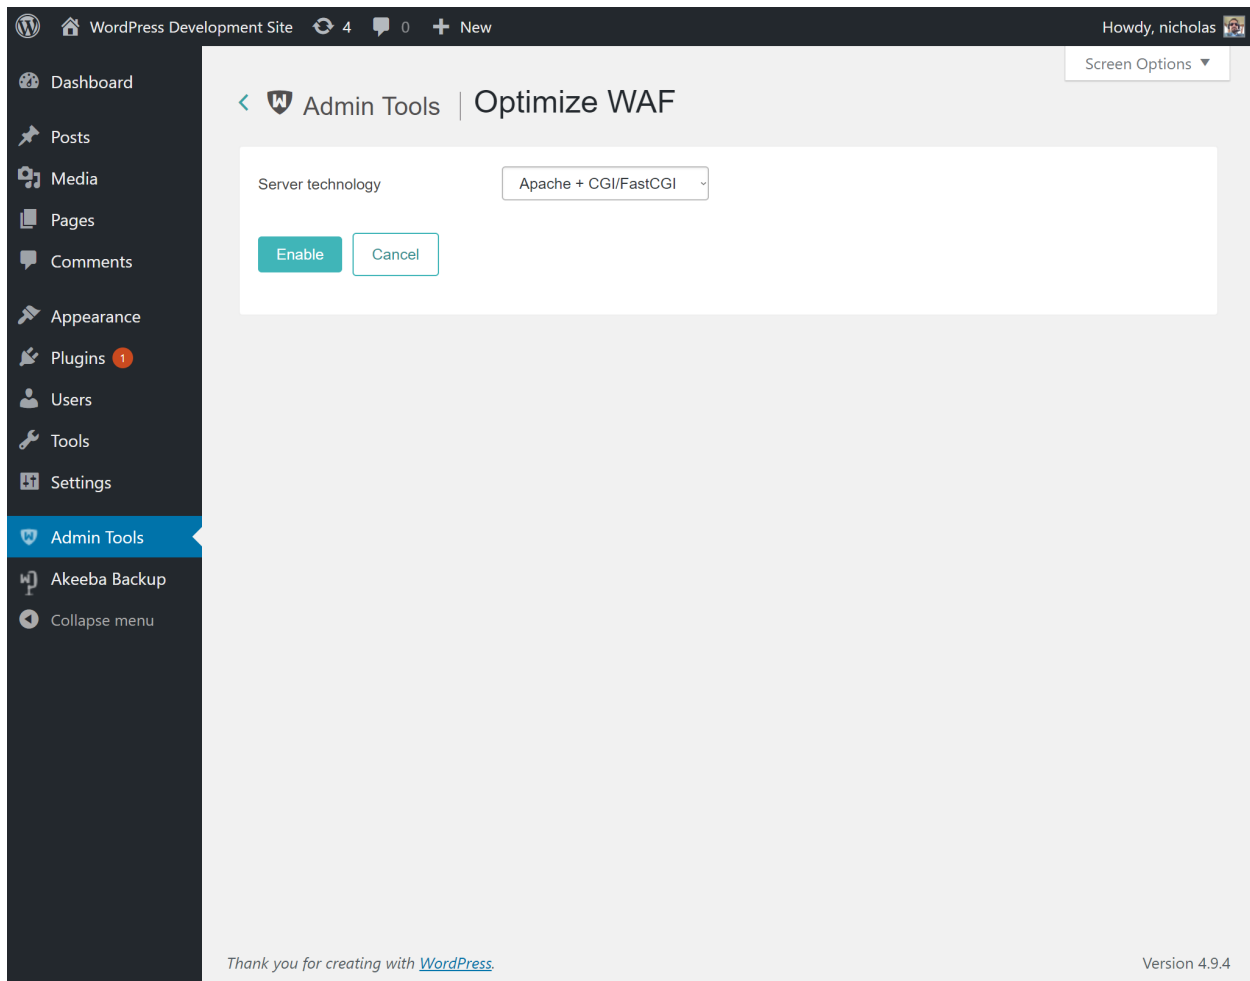 WordPress Development Site 4 0 New Howdy, nicholas
Screen Options ▼
Dashboard
Posts
Media
Pages
Comments
Appearance
Plugins 1
Users
Tools
Settings
Admin Tools
Akeeba Backup
Collapse menu
Admin Tools | Optimize WAF
Server technology Apache + CGI/FastCGI
Enable Cancel
Thank you for creating with WordPress. Version 4.9.4